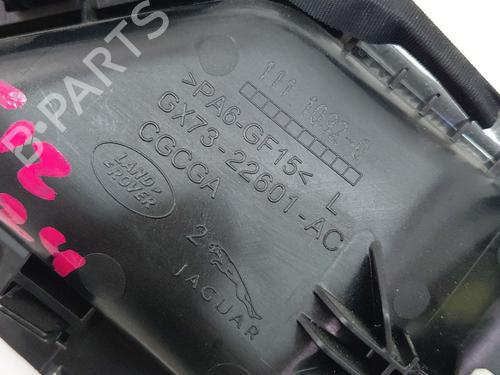 B-PARTS
>PA6-GF15< L
GX73-22601-AC
CGCGA
LAND
ROVER
2
JAGUAR